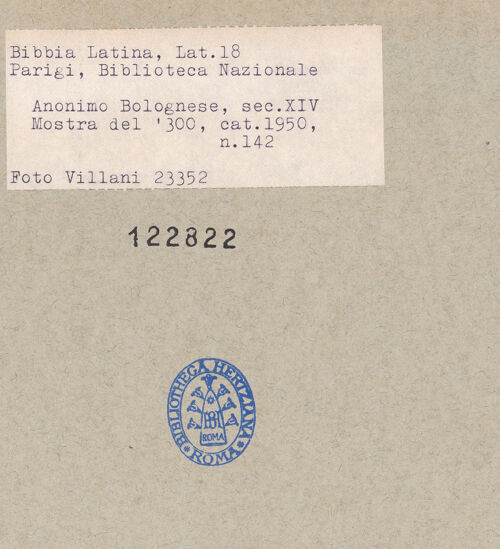 Bibbia Latina, Lat.18
Parigi, Biblioteca Nazionale
Anonimo Bolognese, sec.XIV
Mostra del '300, cat.1950,
n.142
Foto Villani 23352
122822
BIBLIOTHECA HERTZIANA
BH
ROMA
* ROMA *